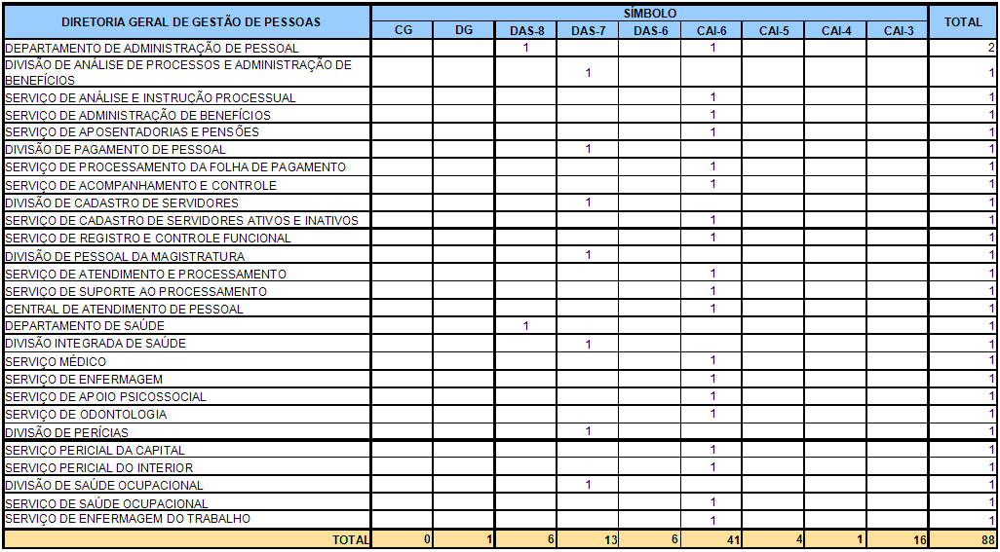 DIRETORIA GERAL DE GESTÃO DE PESSOAS SÍMBOLO TOTAL
CG DG DAS-8 DAS-7 DAS-6 CAI-6 CAI-5 CAI-4 CAI-3
DEPARTAMENTO DE ADMINISTRAÇÃO DE PESSOAL 1 1 2
DIVISÃO DE ANÁLISE DE PROCESSOS E ADMINISTRAÇÃO DE
BENEFÍCIOS 1 1
SERVIÇO DE ANÁLISE E INSTRUÇÃO PROCESSUAL 1 1
SERVIÇO DE ADMINISTRAÇÃO DE BENEFÍCIOS 1 1
SERVIÇO DE APOSENTADORIAS E PENSÕES 1 1
DIVISÃO DE PAGAMENTO DE PESSOAL 1 1
SERVIÇO DE PROCESSAMENTO DA FOLHA DE PAGAMENTO 1 1
SERVIÇO DE ACOMPANHAMENTO E CONTROLE 1 1
DIVISÃO DE CADASTRO DE SERVIDORES 1 1
SERVIÇO DE CADASTRO DE SERVIDORES ATIVOS E INATIVOS 1 1
SERVIÇO DE REGISTRO E CONTROLE FUNCIONAL 1 1
DIVISÃO DE PESSOAL DA MAGISTRATURA 1 1
SERVIÇO DE ATENDIMENTO E PROCESSAMENTO 1 1
SERVIÇO DE SUPORTE AO PROCESSAMENTO 1 1
CENTRAL DE ATENDIMENTO DE PESSOAL 1 1
DEPARTAMENTO DE SAÚDE 1 1
DIVISÃO INTEGRADA DE SAÚDE 1 1
SERVIÇO MÉDICO 1 1
SERVIÇO DE ENFERMAGEM 1 1
SERVIÇO DE APOIO PSICOSSOCIAL 1 1
SERVIÇO DE ODONTOLOGIA 1 1
DIVISÃO DE PERÍCIAS 1 1
SERVIÇO PERICIAL DA CAPITAL 1 1
SERVIÇO PERICIAL DO INTERIOR 1 1
DIVISÃO DE SAÚDE OCUPACIONAL 1 1
SERVIÇO DE SAÚDE OCUPACIONAL 1 1
SERVIÇO DE ENFERMAGEM DO TRABALHO 1 1
TOTAL 0 1 6 13 6 41 4 1 16 88